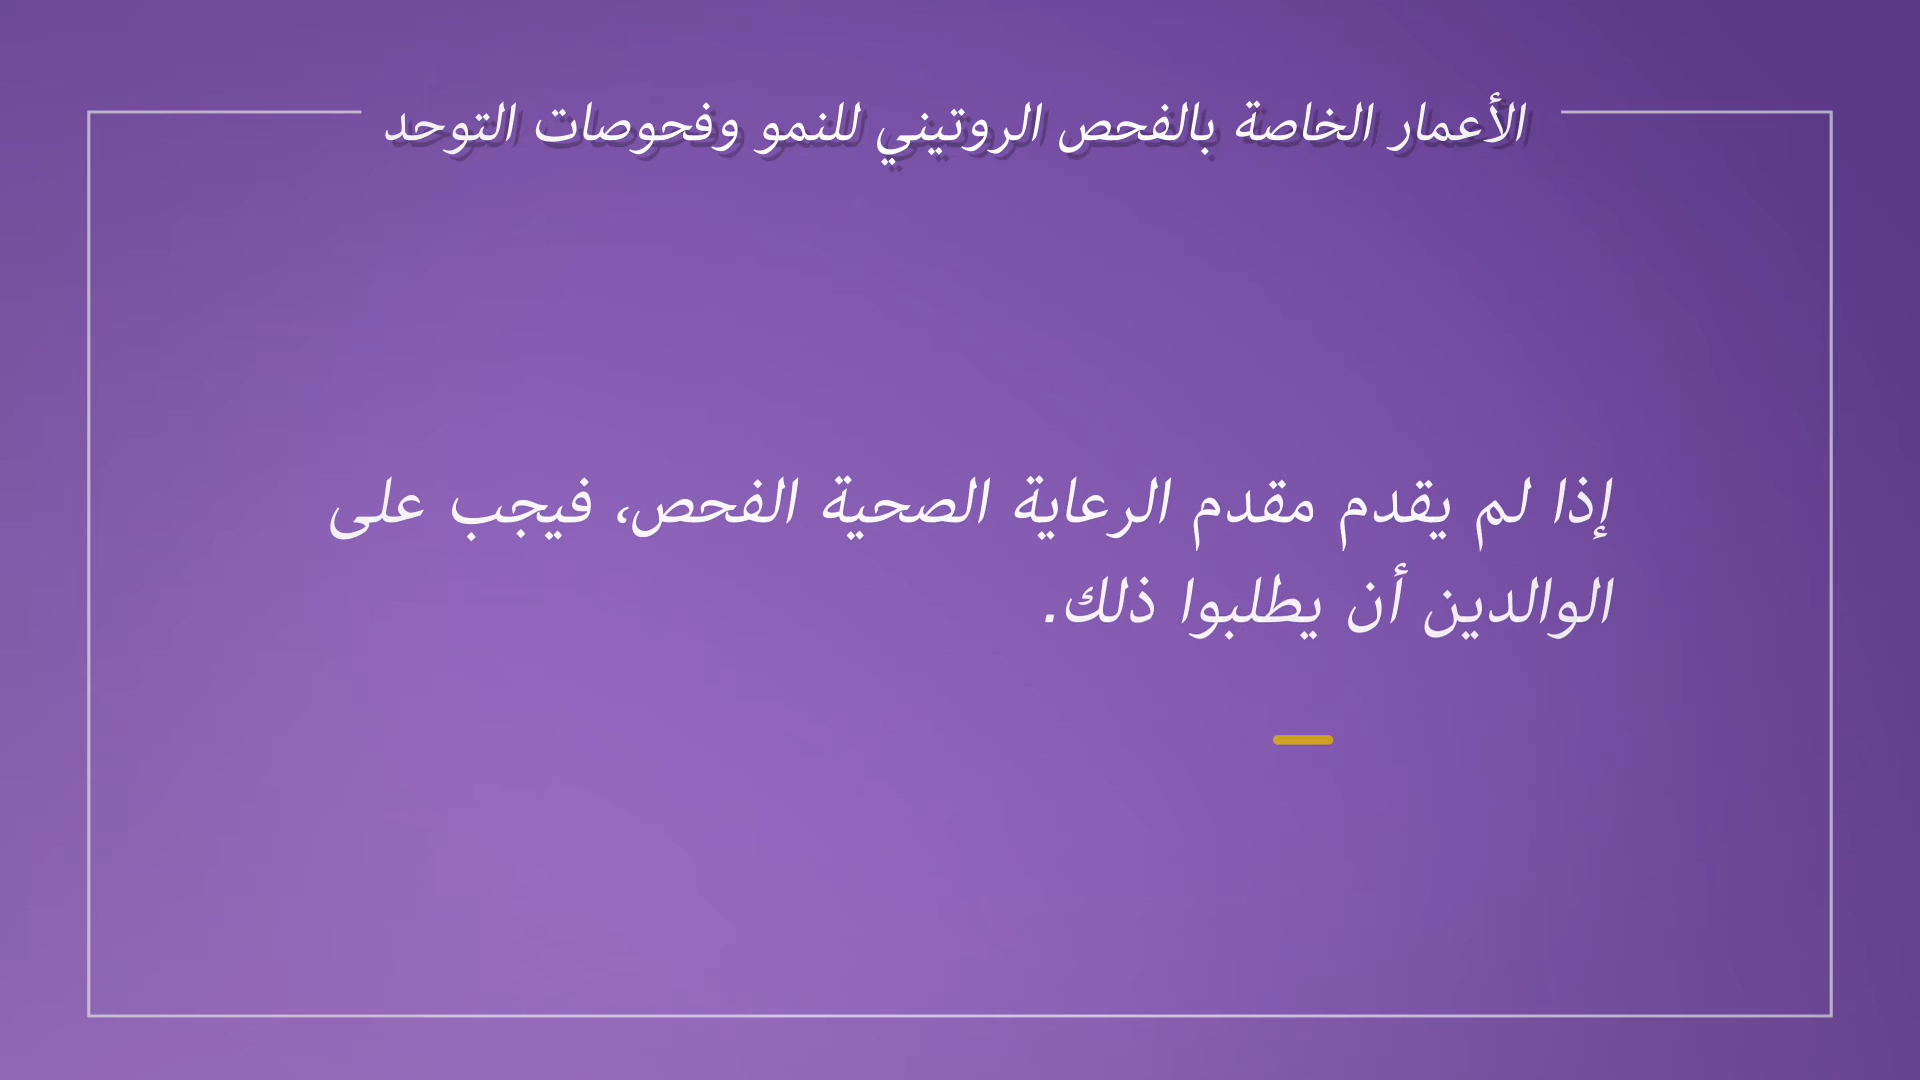 الأعمار الخاصة بالفحص الروتيني للنمو وفحوصات التوحد
إذا لم يقدم مقدم الرعاية الصحية الفحص، فيجب على
الوالدين أن يطلبوا ذلك.